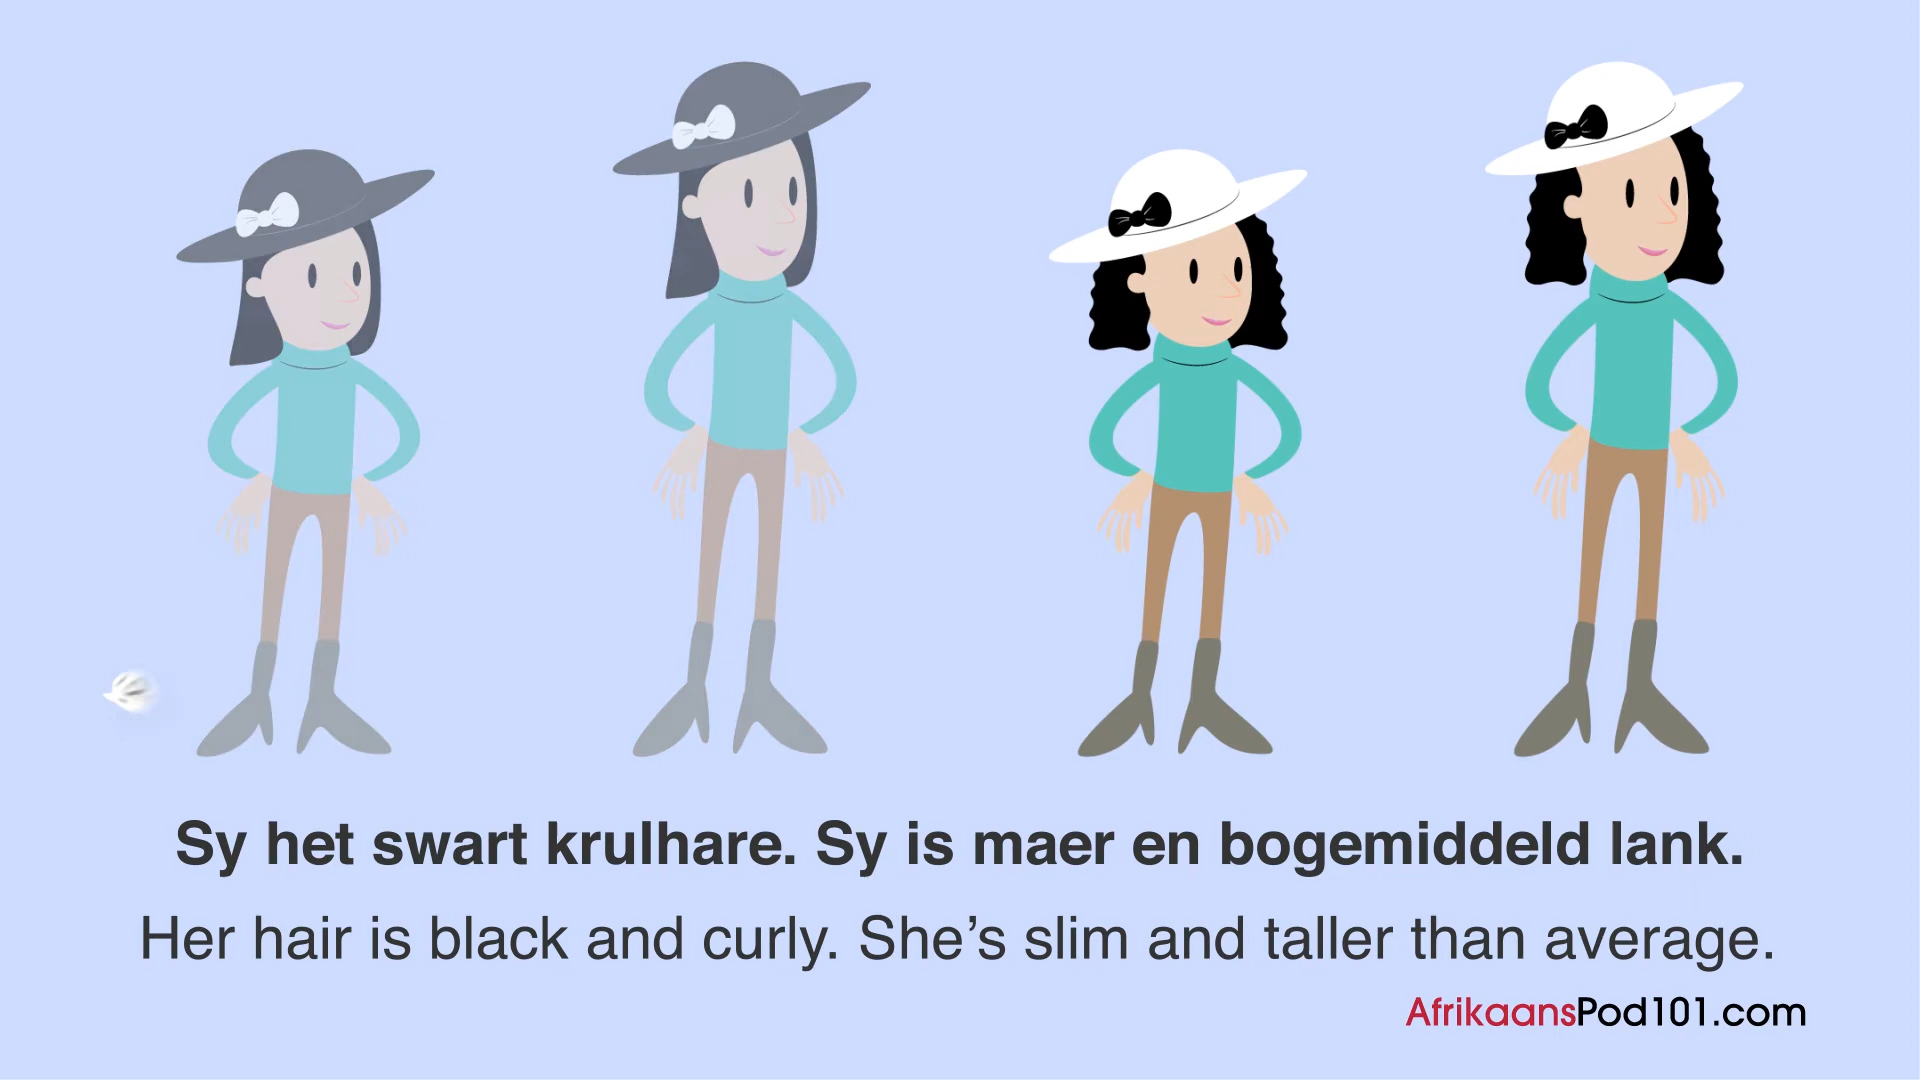 Sy het swart krulhare. Sy is maer en bogemiddeld lank.
Her hair is black and curly. She’s slim and taller than average.
AfrikaansPod101.com